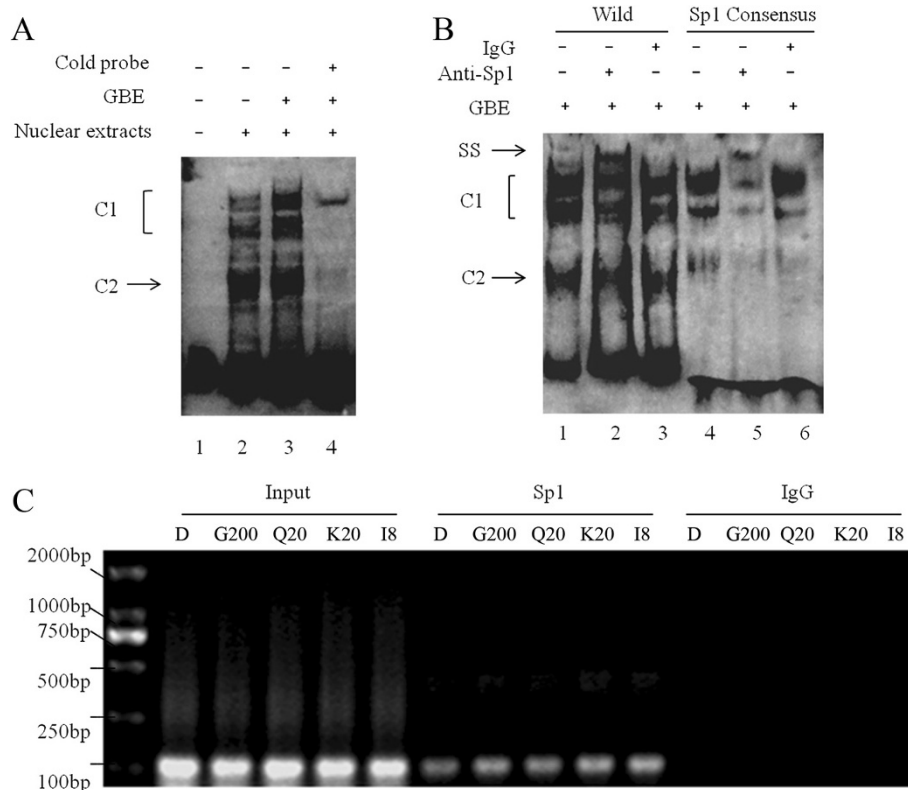 A
Cold probe - - - +
GBE - - + +
Nuclear extracts - + + +
C1
C2
1 2 3 4
B
Wild Sp1 Consensus
IgG - - + - - +
Anti-Sp1 - + - - + -
GBE + + + + + +
SS
C1
C2
1 2 3 4 5 6
C
Input Sp1 IgG
D G200 Q20 K20 I8 D G200 Q20 K20 I8 D G200 Q20 K20 I8
2000bp
1000bp
750bp
500bp
250bp
100bp